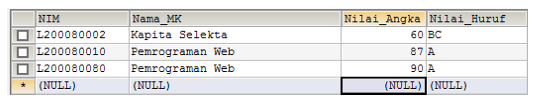 NIM Nama_MK Nilai_Angka Nilai_Huruf
L200080002 Kapita Selekta 60 BC
L200080010 Pemrograman Web 87 A
L200080080 Pemrograman Web 90 A
* (NULL) (NULL) (NULL) (NULL)